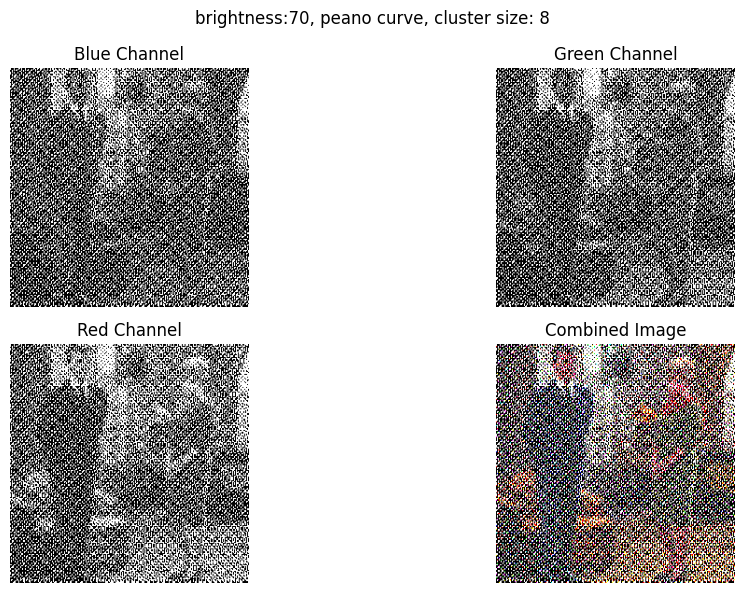 brightness:70, peano curve, cluster size: 8
Blue Channel
Green Channel
Red Channel
Combined Image